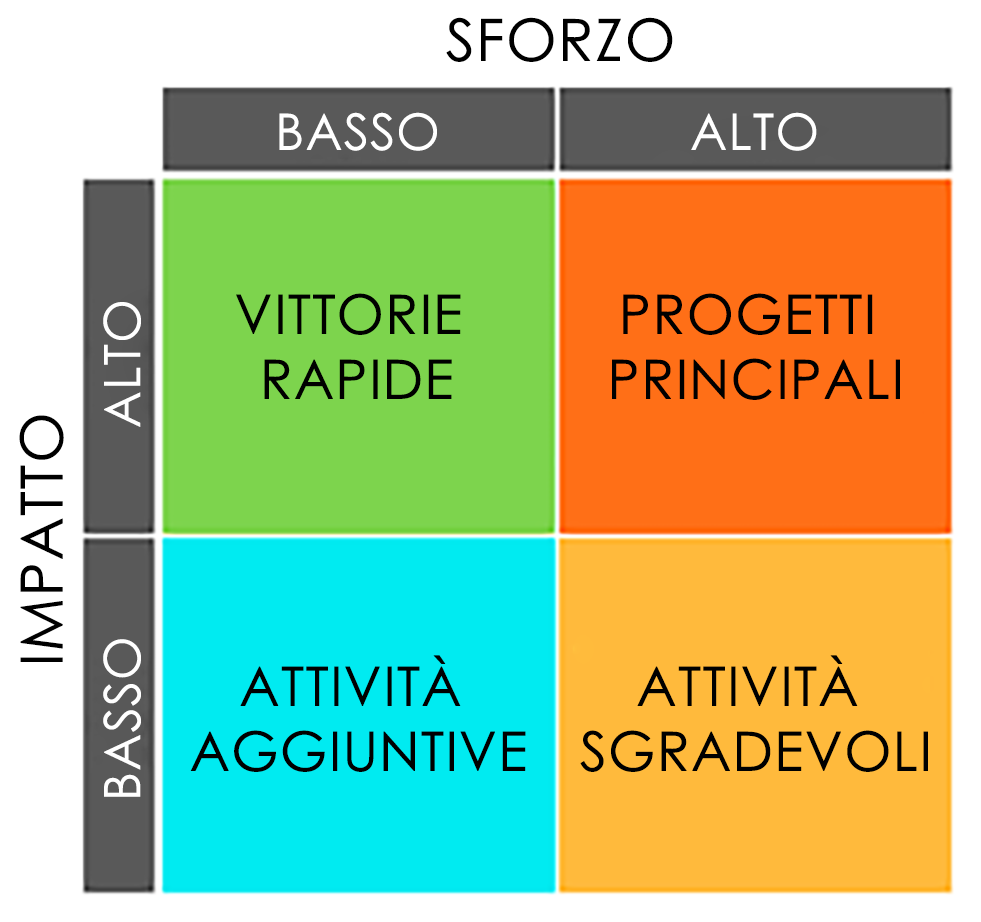 SFORZO
BASSO
ALTO
IMPATTO
ALTO
VITTORIE
RAPIDE
PROGETTI
PRINCIPALI
BASSO
ATTIVITÀ
AGGIUNTIVE
ATTIVITÀ
SGRADEVOLI